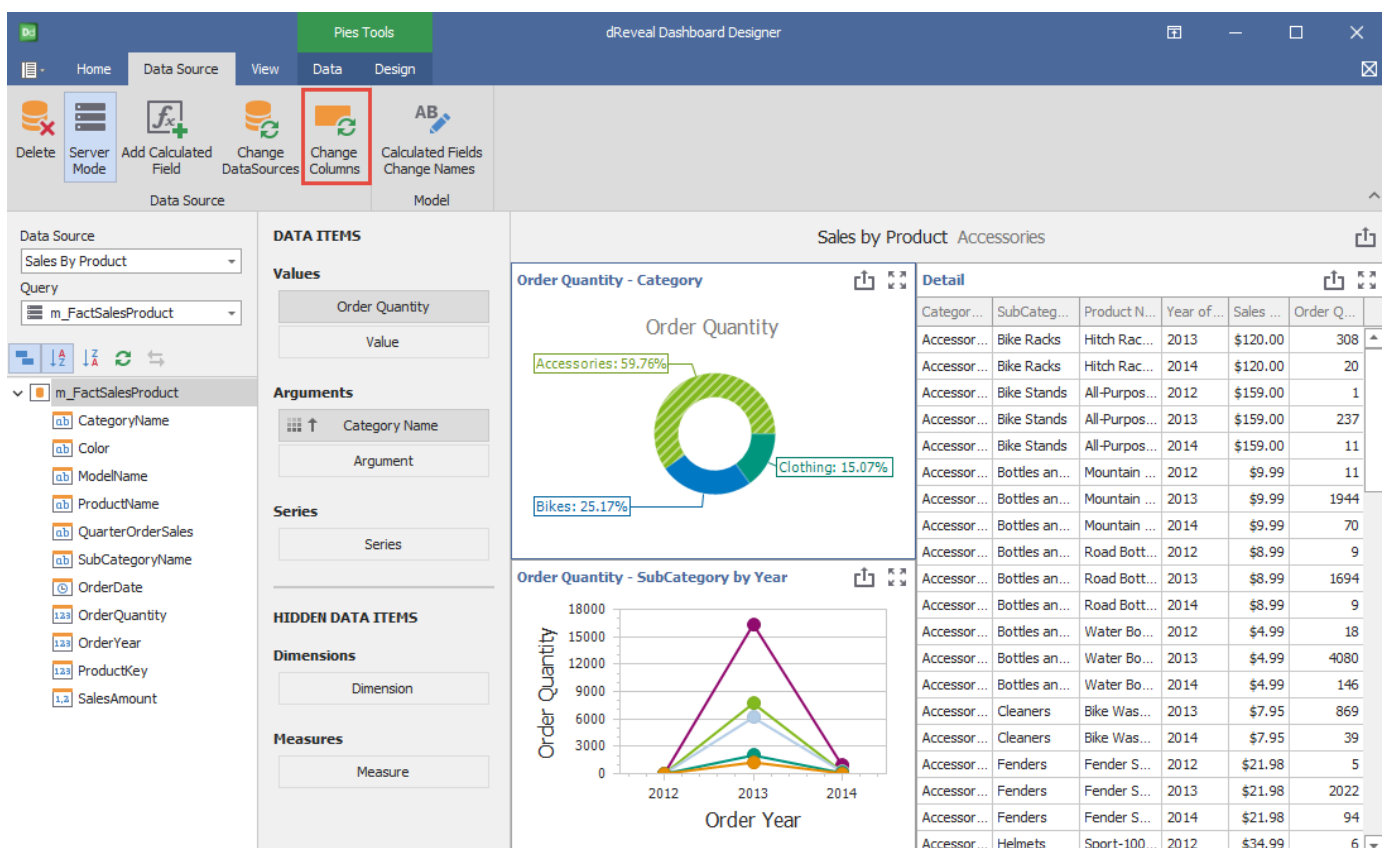 Dd
Pies Tools
dReveal Dashboard Designer
Home
Data Source
View
Data
Design
Delete
Server Mode
Add Calculated Field
Change DataSources
Change Columns
AB
Calculated Fields Change Names
Data Source
Model
Data Source
Sales By Product
Query
m_FactSalesProduct
m_FactSalesProduct
ab CategoryName
ab Color
ab ModelName
ab ProductName
ab QuarterOrderSales
ab SubCategoryName
OrderDate
123 OrderQuantity
123 OrderYear
123 ProductKey
1,2 SalesAmount
DATA ITEMS
Values
Order Quantity
Value
Arguments
Category Name
Argument
Series
Series
HIDDEN DATA ITEMS
Dimensions
Dimension
Measures
Measure
Sales by Product Accessories
Order Quantity - Category
Order Quantity
Accessories: 59.76%
Clothing: 15.07%
Bikes: 25.17%
Order Quantity - SubCategory by Year
Order Quantity
18000
15000
12000
9000
6000
3000
0
2012 2013 2014
Order Year
Detail
Categor... SubCateg... Product N... Year of... Sales ... Order Q...
Accessor... Bike Racks Hitch Rac... 2013 $120.00 308
Accessor... Bike Racks Hitch Rac... 2014 $120.00 20
Accessor... Bike Stands All-Purpos... 2012 $159.00 1
Accessor... Bike Stands All-Purpos... 2013 $159.00 237
Accessor... Bike Stands All-Purpos... 2014 $159.00 11
Accessor... Bottles an... Mountain ... 2012 $9.99 11
Accessor... Bottles an... Mountain ... 2013 $9.99 1944
Accessor... Bottles an... Mountain ... 2014 $9.99 70
Accessor... Bottles an... Road Bott... 2012 $8.99 9
Accessor... Bottles an... Road Bott... 2013 $8.99 1694
Accessor... Bottles an... Road Bott... 2014 $8.99 9
Accessor... Bottles an... Water Bo... 2012 $4.99 18
Accessor... Bottles an... Water Bo... 2013 $4.99 4080
Accessor... Bottles an... Water Bo... 2014 $4.99 146
Accessor... Cleaners Bike Was... 2013 $7.95 869
Accessor... Cleaners Bike Was... 2014 $7.95 39
Accessor... Fenders Fender S... 2012 $21.98 5
Accessor... Fenders Fender S... 2013 $21.98 2022
Accessor... Fenders Fender S... 2014 $21.98 94
Accessor... Helmets Sport-100... 2012 $34.99 6